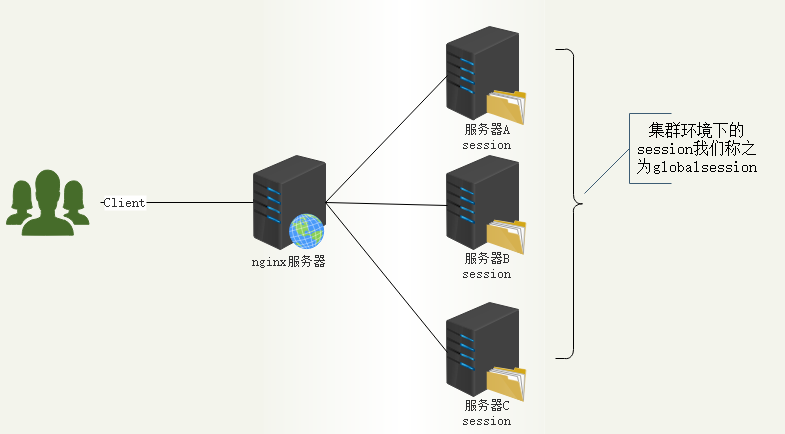 服务器A
session
集群环境下的
session我们称之
为globalsession
Client
nginx服务器
服务器B
session
服务器C
session